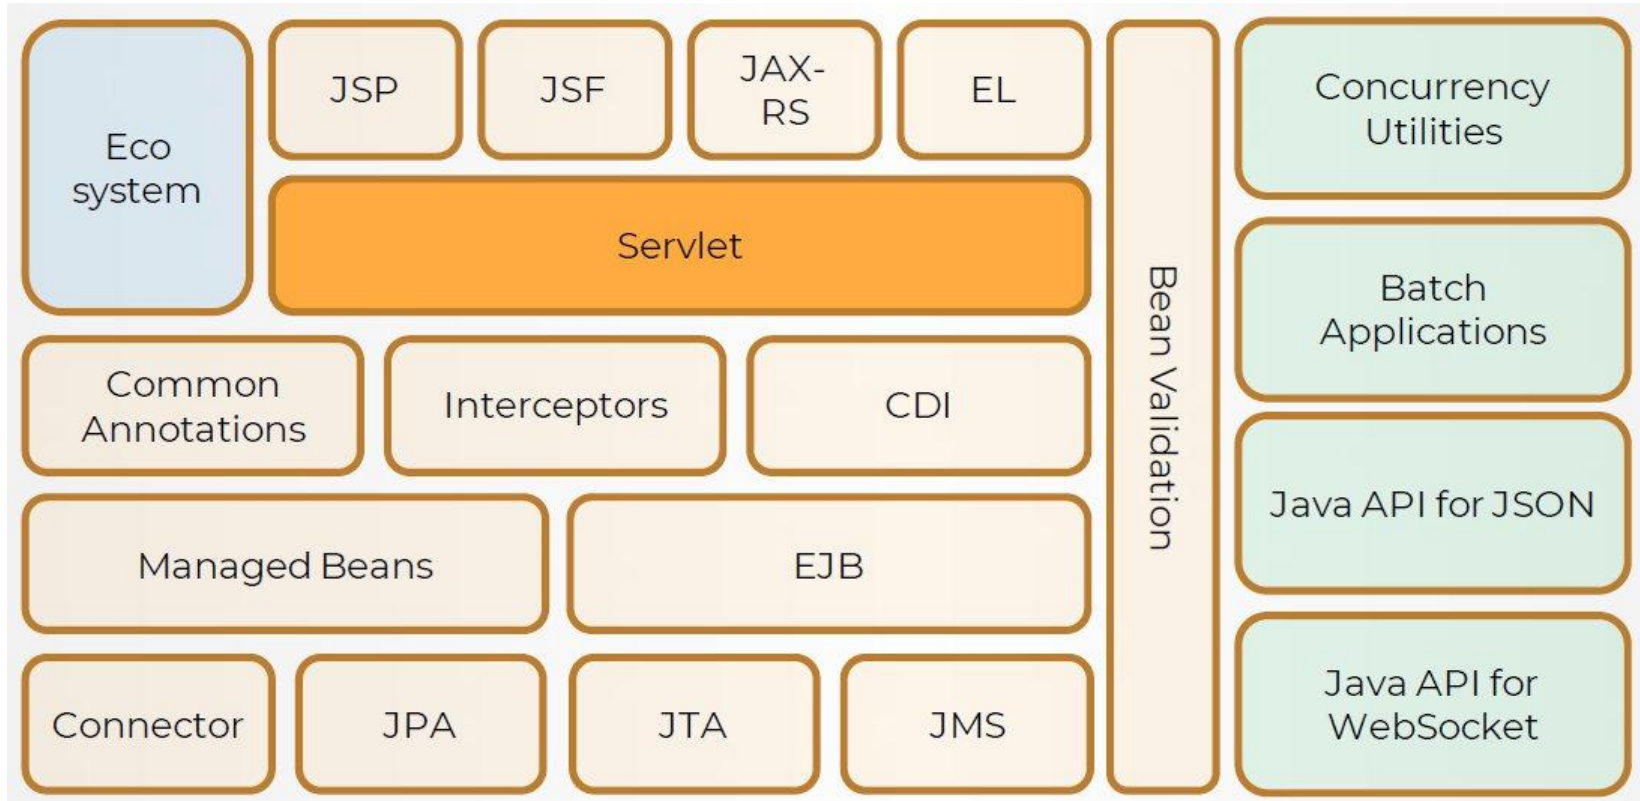 Eco
system
JSP
JSF
JAX-
RS
EL
Servlet
Common
Annotations
Interceptors
CDI
Managed Beans
EJB
Connector
JPA
JTA
JMS
Bean Validation
Concurrency
Utilities
Batch
Applications
Java API for JSON
Java API for
WebSocket